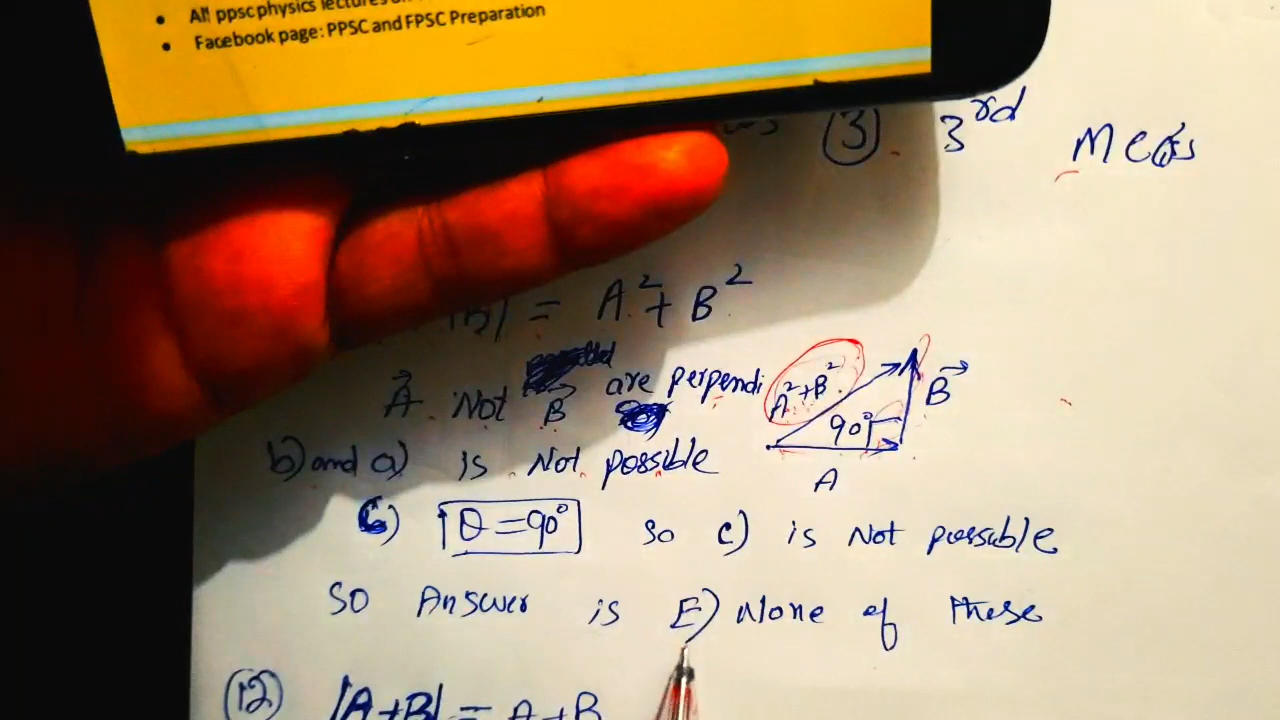 • All ppsc physics lectures on
• Facebook page: PPSC and FPSC Preparation
(3). 3rd Mcqs
|B| = A² + B²
A⃗ Not B⃗ are perpendi
A²+B²
B⃗
90°
A
b) and a) is Not possible
C) |θ = 90°| so c) is Not possible
SO Answer is E) None of these
(12) |A+B| = A+B